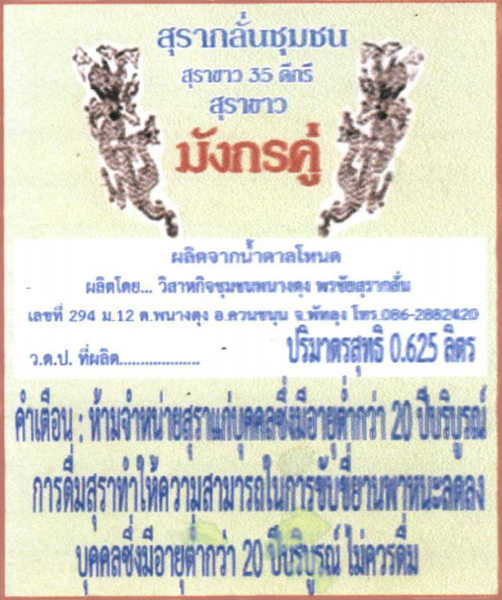 สุรากลั่นชุมชน
สุราขาว 35 ดีกรี
สุราขาว
มังกรคู่
ผลิตจากน้ำตาลโหนด
ผลิตโดย... วิสาหกิจชุมชนพนางตุง พรชัยสุรากลั่น
เลขที่ 294 ม.12 ต.พนางตุง อ.ควนขนุน จ.พัทลุง โทร.086-2882420
ว.ด.ป. ที่ผลิต................... ปริมาตรสุทธิ 0.625 ลิตร
คำเตือน : ห้ามจำหน่ายสุราแก่บุคคลซึ่งมีอายุต่ำกว่า 20 ปีบริบูรณ์
การดื่มสุราทำให้ความสามารถในการขับขี่ยานพาหนะลดลง
บุคคลซึ่งมีอายุต่ำกว่า 20 ปีบริบูรณ์ ไม่ควรดื่ม